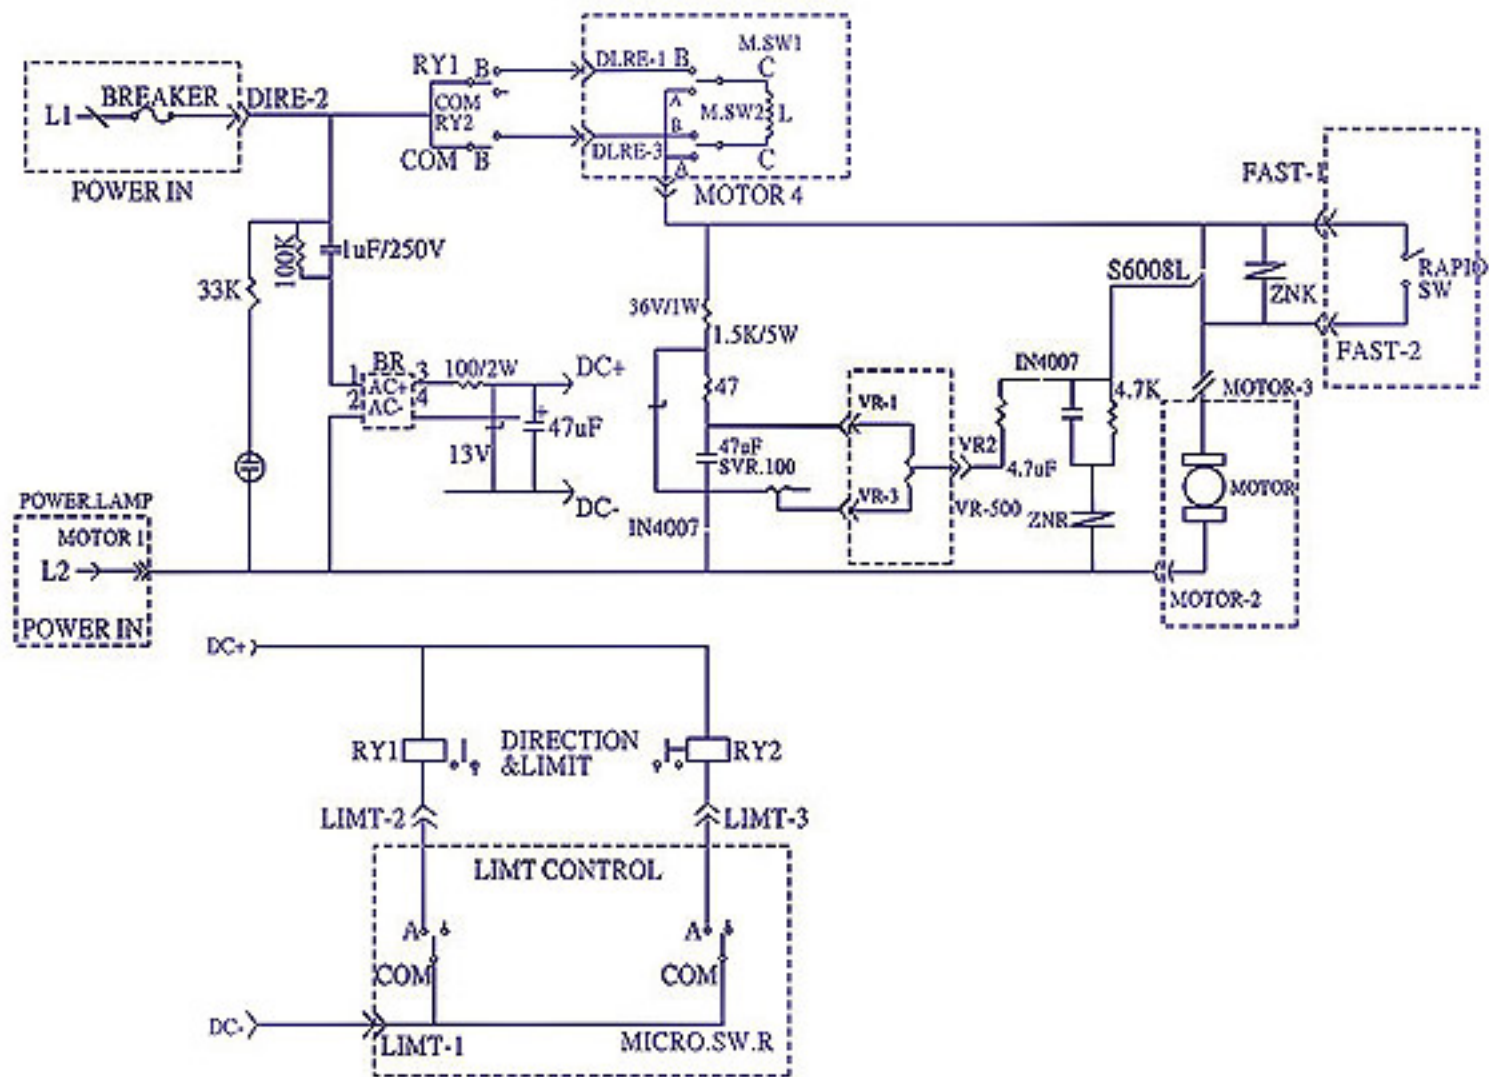 L1
BREAKER
DIRE-2
POWER IN
RY1
B
COM
RY2
COM
B
DLRE-1
B
M.SW1
C
A
M.SW2
L
B
DLRE-3
A
C
MOTOR 4
FAST-1
RAPIO
SW
ZNK
FAST-2
S6008L
33K
100K
1uF/250V
36V/1W
1.5K/5W
47
BR
1
3
AC+
2
4
AC-
100/2W
DC+
47uF
+
13V
DC-
47uF
SVR.100
IN4007
VR-1
VR-3
VR2
VR-500
IN4007
4.7K
4.7uF
ZNR
MOTOR-3
MOTOR
MOTOR-2
POWER.LAMP
MOTOR 1
L2
POWER IN
DC+
RY1
DIRECTION
&LIMIT
RY2
LIMT-2
LIMT-3
LIMT CONTROL
A
A
COM
COM
DC-
LIMT-1
MICRO.SW.R